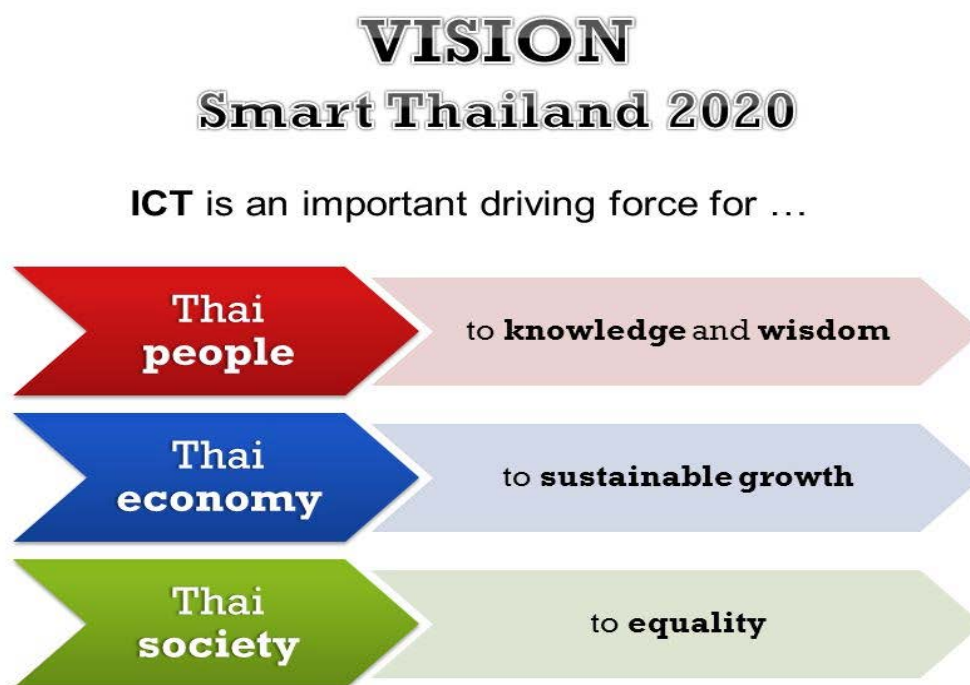 VISION
Smart Thailand 2020
ICT is an important driving force for …
Thai
people
to knowledge and wisdom
Thai
economy
to sustainable growth
Thai
society
to equality